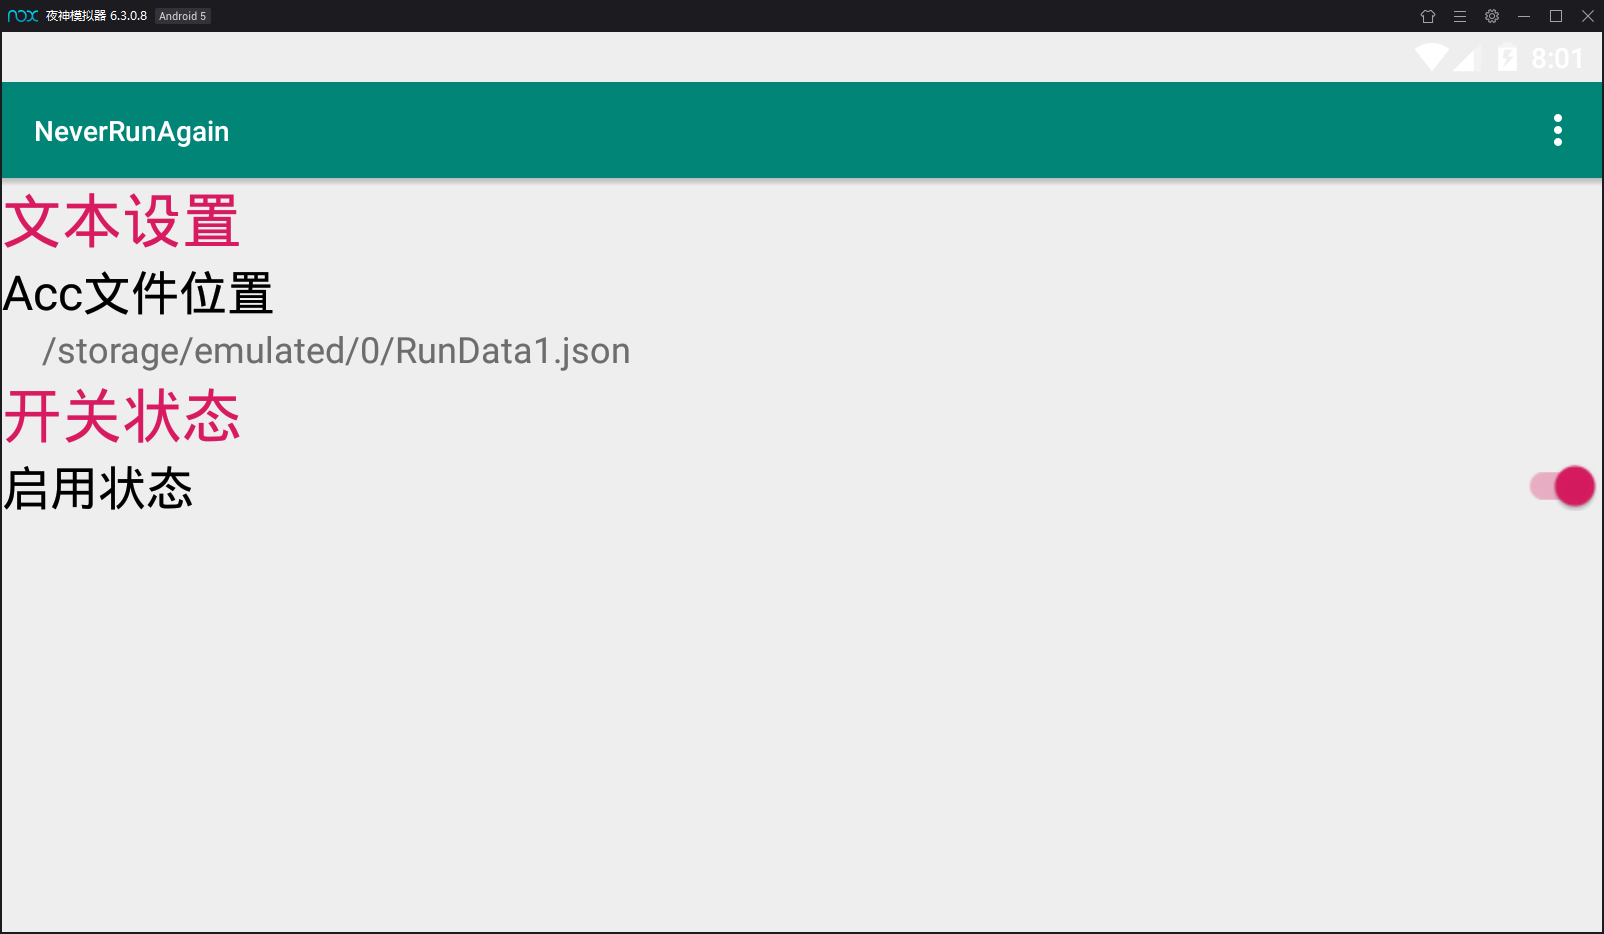 nox 夜神模拟器 6.3.0.8 Android 5
8:01
NeverRunAgain
文本设置
Acc文件位置
/storage/emulated/0/RunData1.json
开关状态
启用状态